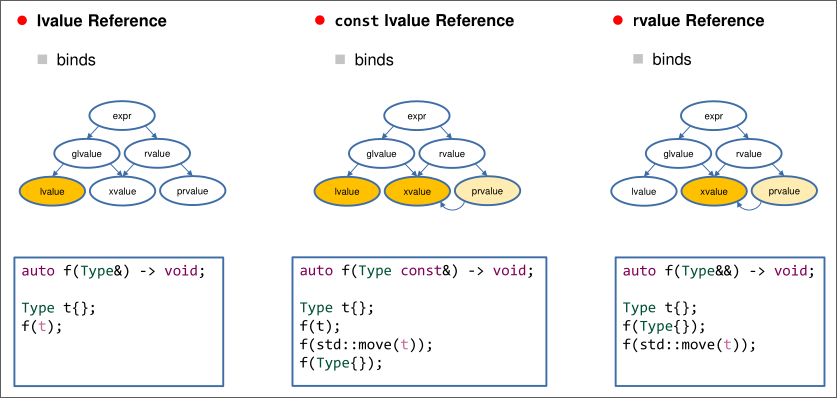 lvalue Reference
binds
expr
glvalue
rvalue
lvalue
xvalue
prvalue
auto f(Type&) -> void;
Type t{};
f(t);
const lvalue Reference
binds
expr
glvalue
rvalue
lvalue
xvalue
prvalue
auto f(Type const&) -> void;
Type t{};
f(t);
f(std::move(t));
f(Type{});
rvalue Reference
binds
expr
glvalue
rvalue
lvalue
xvalue
prvalue
auto f(Type&&) -> void;
Type t{};
f(Type{});
f(std::move(t));